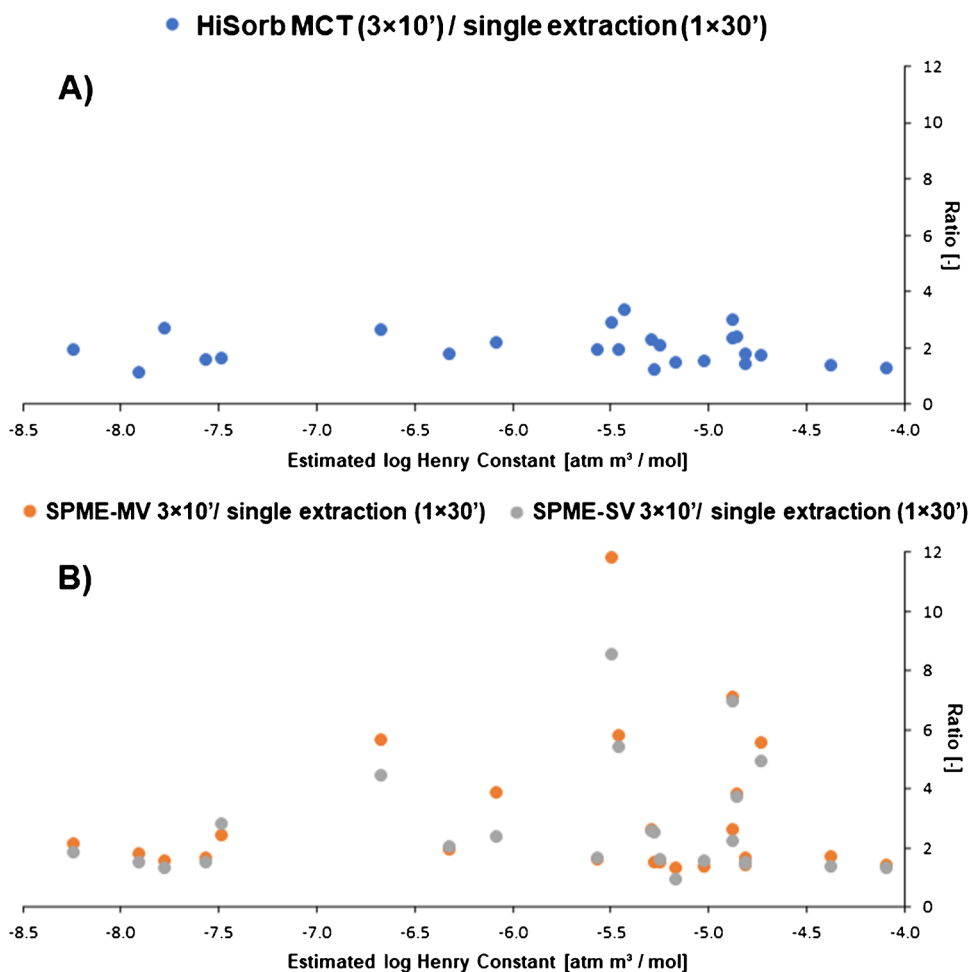 HiSorb MCT (3×10’) / single extraction (1×30’)
A)
12
10
8
6
4
2
0
Ratio [-]
-8.5 -8.0 -7.5 -7.0 -6.5 -6.0 -5.5 -5.0 -4.5 -4.0
Estimated log Henry Constant [atm m³ / mol]
SPME-MV 3×10’/ single extraction (1×30’) SPME-SV 3×10’/ single extraction (1×30’)
B)
12
10
8
6
4
2
0
Ratio [-]
-8.5 -8.0 -7.5 -7.0 -6.5 -6.0 -5.5 -5.0 -4.5 -4.0
Estimated log Henry Constant [atm m³ / mol]